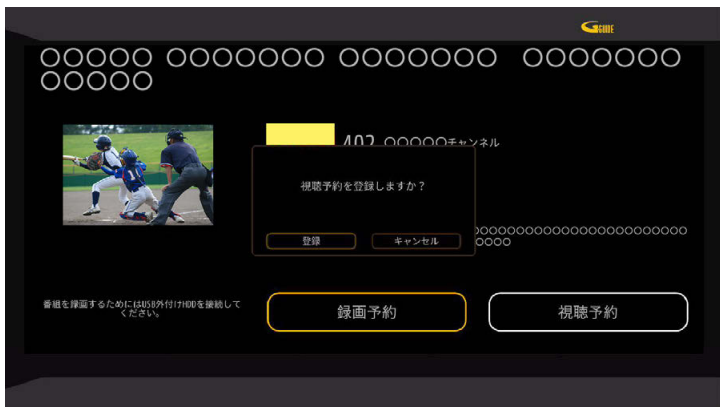 GGUIDE
○○○○○ ○○○○○○○ ○○○○○○○ ○○○○○○○
○○○○○
402 ○○○○○チャンネル
視聴予約を登録しますか？
登録 キャンセル
○○○○○○○○○○○○○○○○○○○○○○○○
○○○○
番組を録画するためにはUSB外付けHDDを接続して
ください。
録画予約 視聴予約